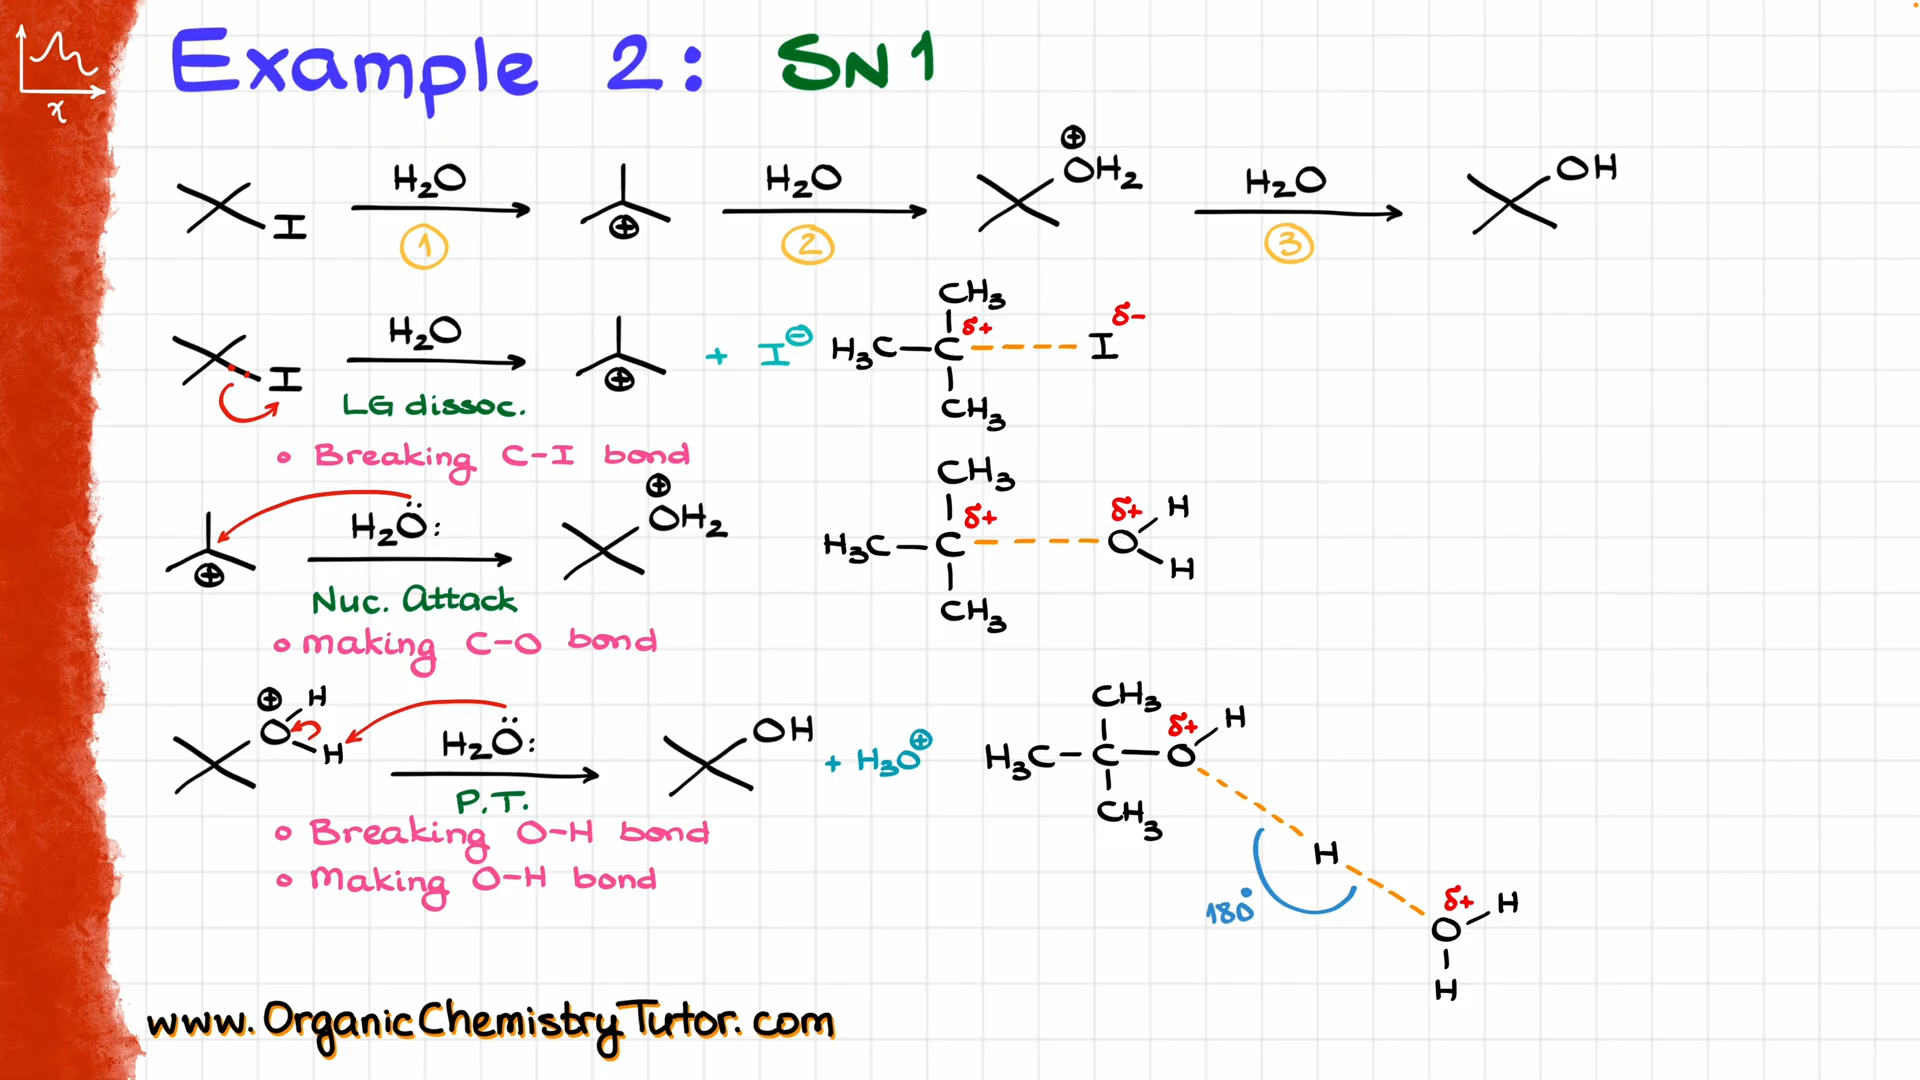 x
Example 2: SN1
I H₂O ① ⊕ H₂O ② ⊕ OH₂ H₂O ③ OH
I H₂O LG dissoc. ⊕ + I⊖
• Breaking C-I bond
CH₃
H₃C-C δ+ ---- I δ-
CH₃
⊕ H₂Ö: Nuc. Attack ⊕ OH₂
• making C-O bond
CH₃
H₃C-C δ+ ---- O δ+ H
H
CH₃
⊕ O H H H₂Ö: P.T. OH + H₃O⊕
• Breaking O-H bond
• Making O-H bond
CH₃
H₃C-C-O δ+ H
CH₃
H
180°
O δ+ H
H
www.OrganicChemistryTutor.com